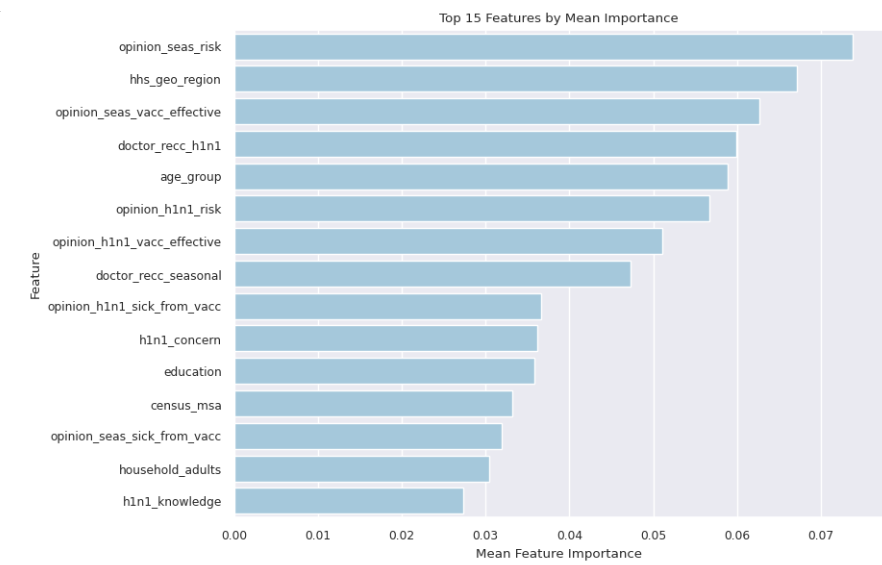 Top 15 Features by Mean Importance
opinion_seas_risk
hhs_geo_region
opinion_seas_vacc_effective
doctor_recc_h1n1
age_group
opinion_h1n1_risk
opinion_h1n1_vacc_effective
doctor_recc_seasonal
opinion_h1n1_sick_from_vacc
h1n1_concern
education
census_msa
opinion_seas_sick_from_vacc
household_adults
h1n1_knowledge
Feature
0.00 0.01 0.02 0.03 0.04 0.05 0.06 0.07
Mean Feature Importance